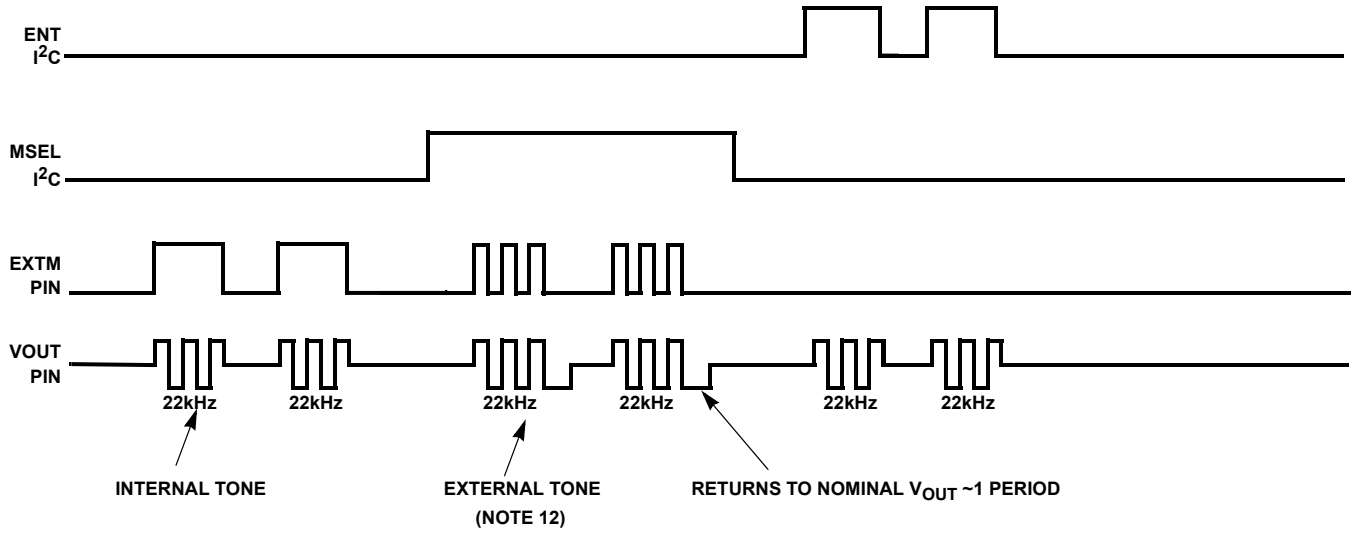 ENT
I²C
MSEL
I²C
EXTM
PIN
VOUT
PIN
22kHz 22kHz 22kHz 22kHz 22kHz 22kHz
INTERNAL TONE
EXTERNAL TONE
(NOTE 12)
RETURNS TO NOMINAL VOUT ~1 PERIOD